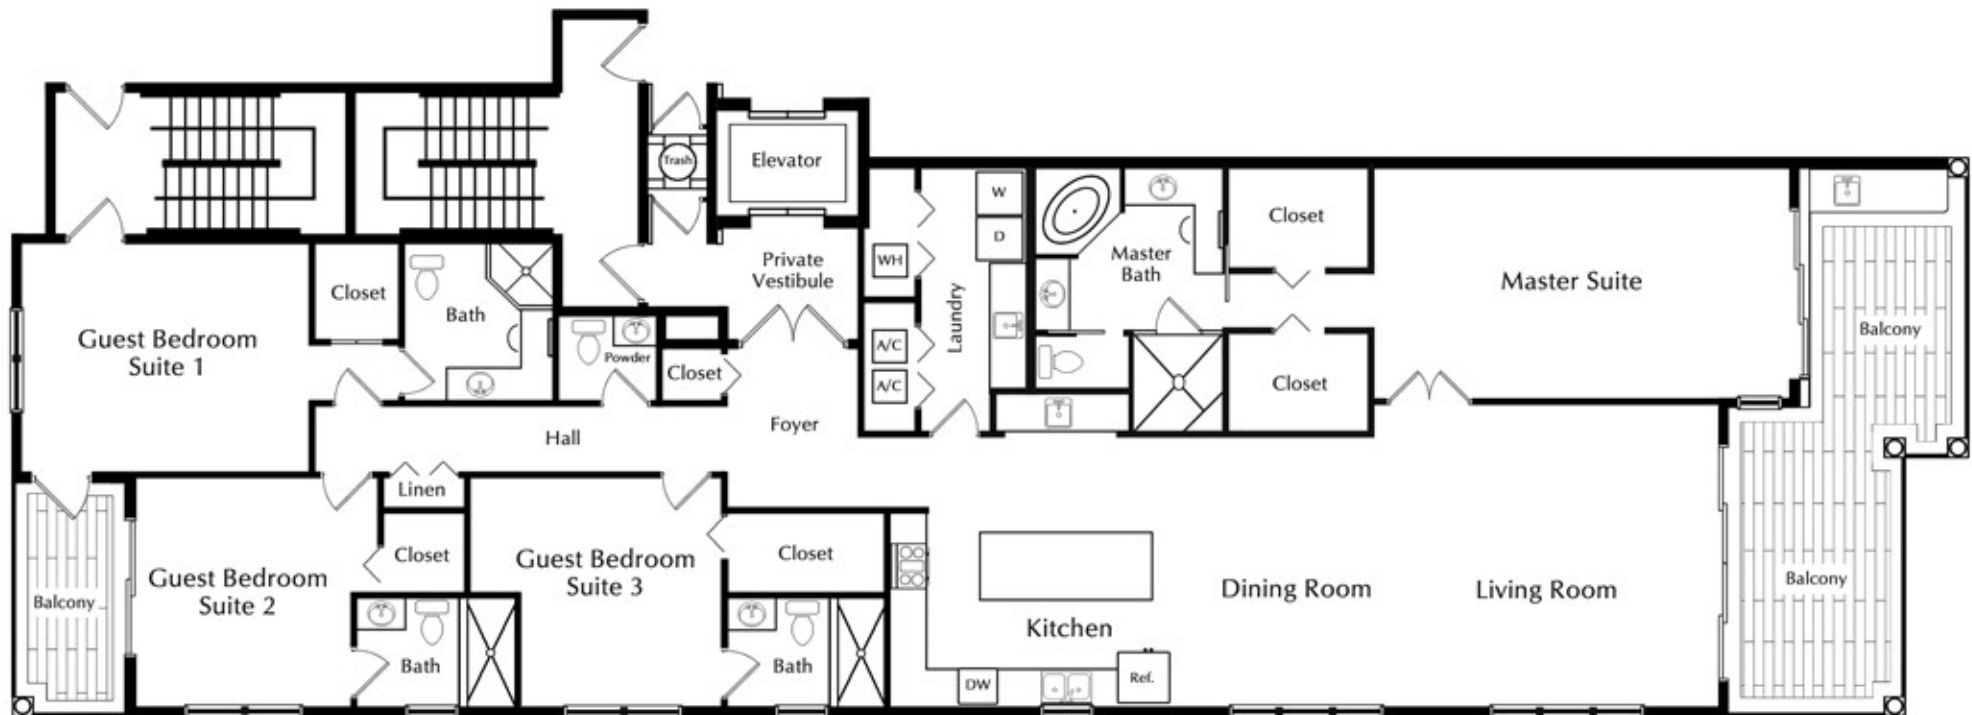 Trash
Elevator
W
D
WH
A/C
A/C
Laundry
Private
Vestibule
Master
Bath
Closet
Closet
Master Suite
Balcony
Guest Bedroom
Suite 1
Closet
Bath
Powder
Closet
Hall
Foyer
Linen
Balcony
Guest Bedroom
Suite 2
Closet
Bath
Guest Bedroom
Suite 3
Closet
Bath
Kitchen
DW
Ref.
Dining Room
Living Room
Balcony